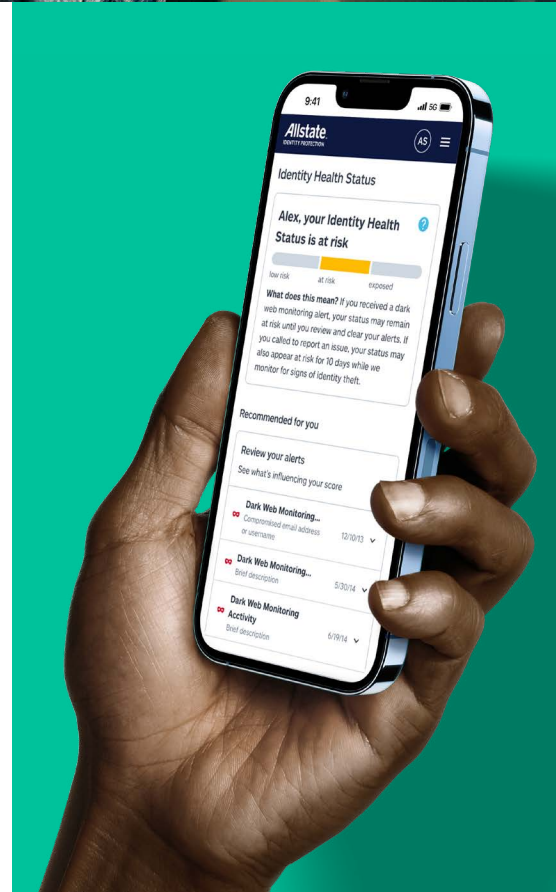 9:41
5G
Allstate.
IDENTITY PROTECTION
AS
Identity Health Status
Alex, your Identity Health
Status is at risk
?
low risk
at risk
exposed
What does this mean? If you received a dark
web monitoring alert, your status may remain
at risk until you review and clear your alerts. If
you called to report an issue, your status may
also appear at risk for 10 days while we
monitor for signs of identity theft.
Recommended for you
Review your alerts
See what's influencing your score
Dark Web Monitoring...
Compromised email address
or username
12/10/13
Dark Web Monitoring...
Brief description
5/30/14
Dark Web Monitoring
Acctivity
Brief description
6/19/14